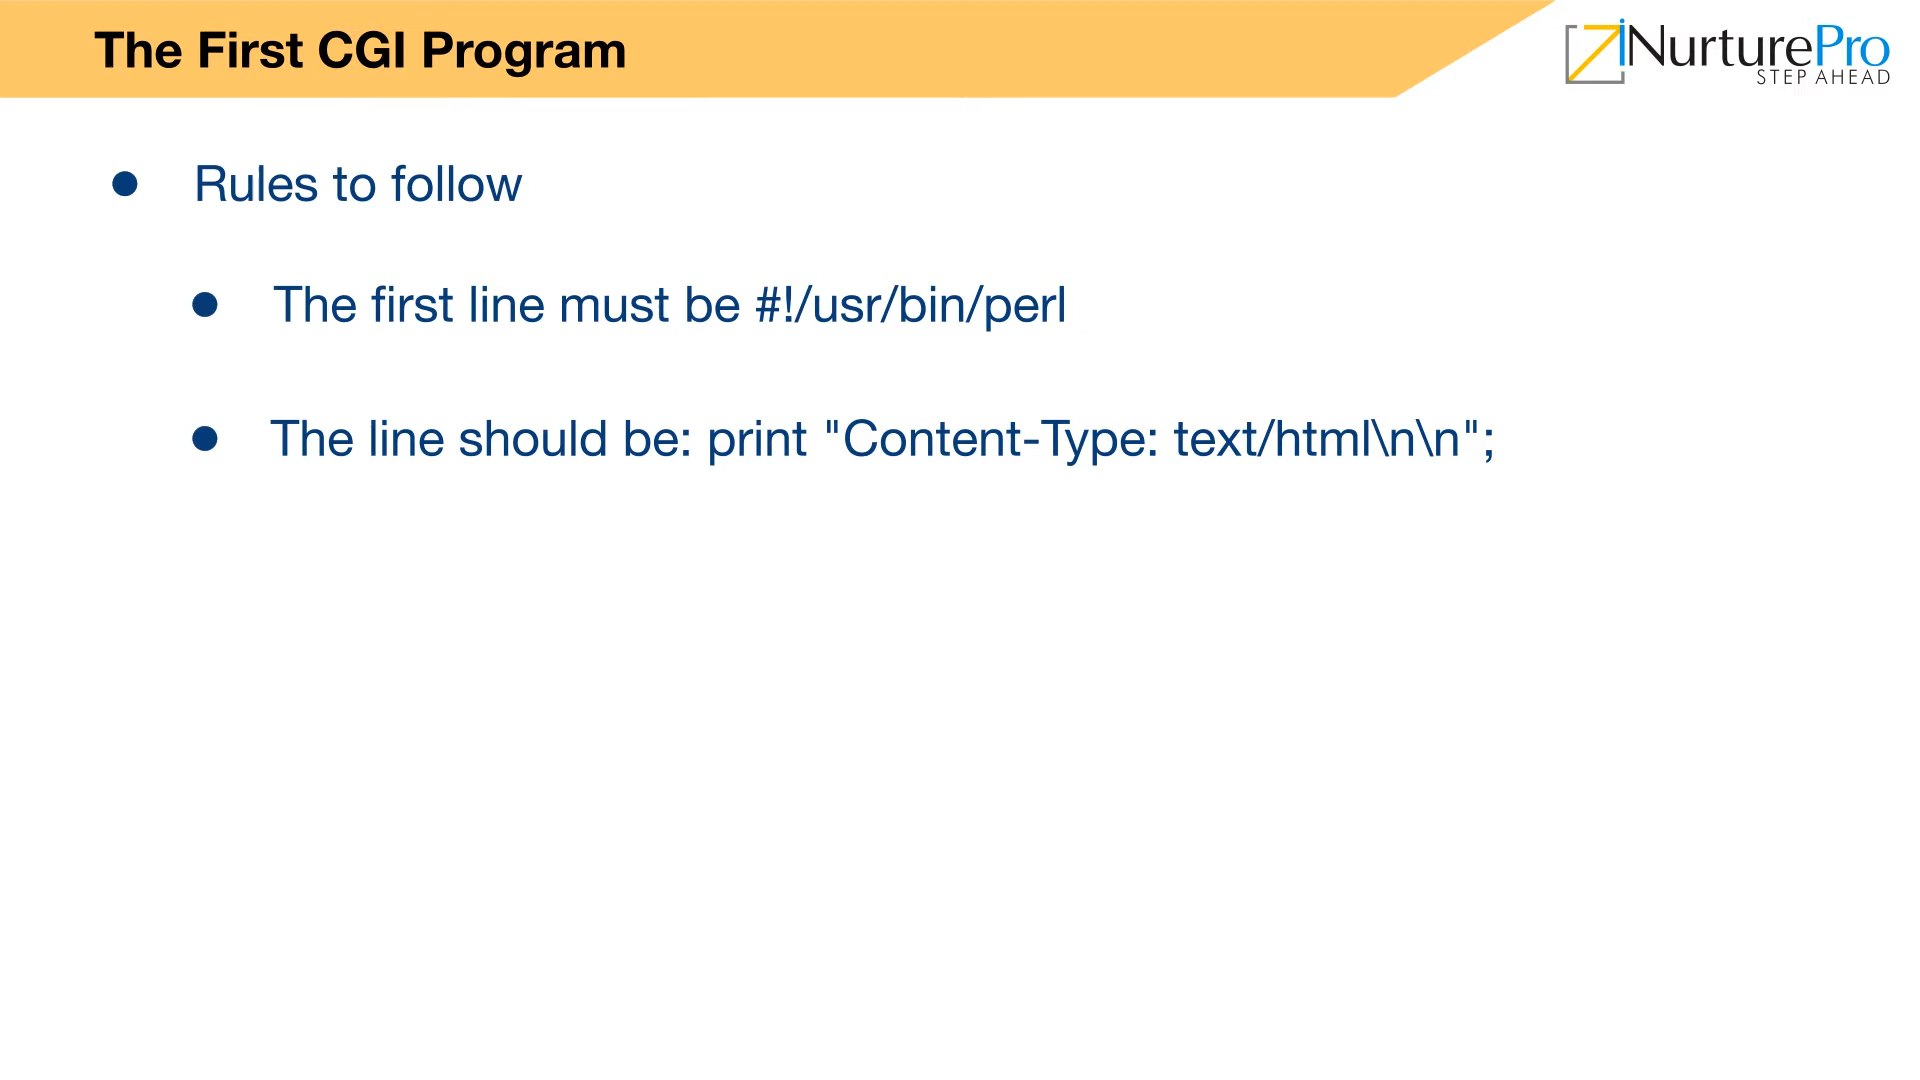 The First CGI Program
iNurturePro
STEP AHEAD
● Rules to follow
● The first line must be #!/usr/bin/perl
● The line should be: print "Content-Type: text/html\n\n";